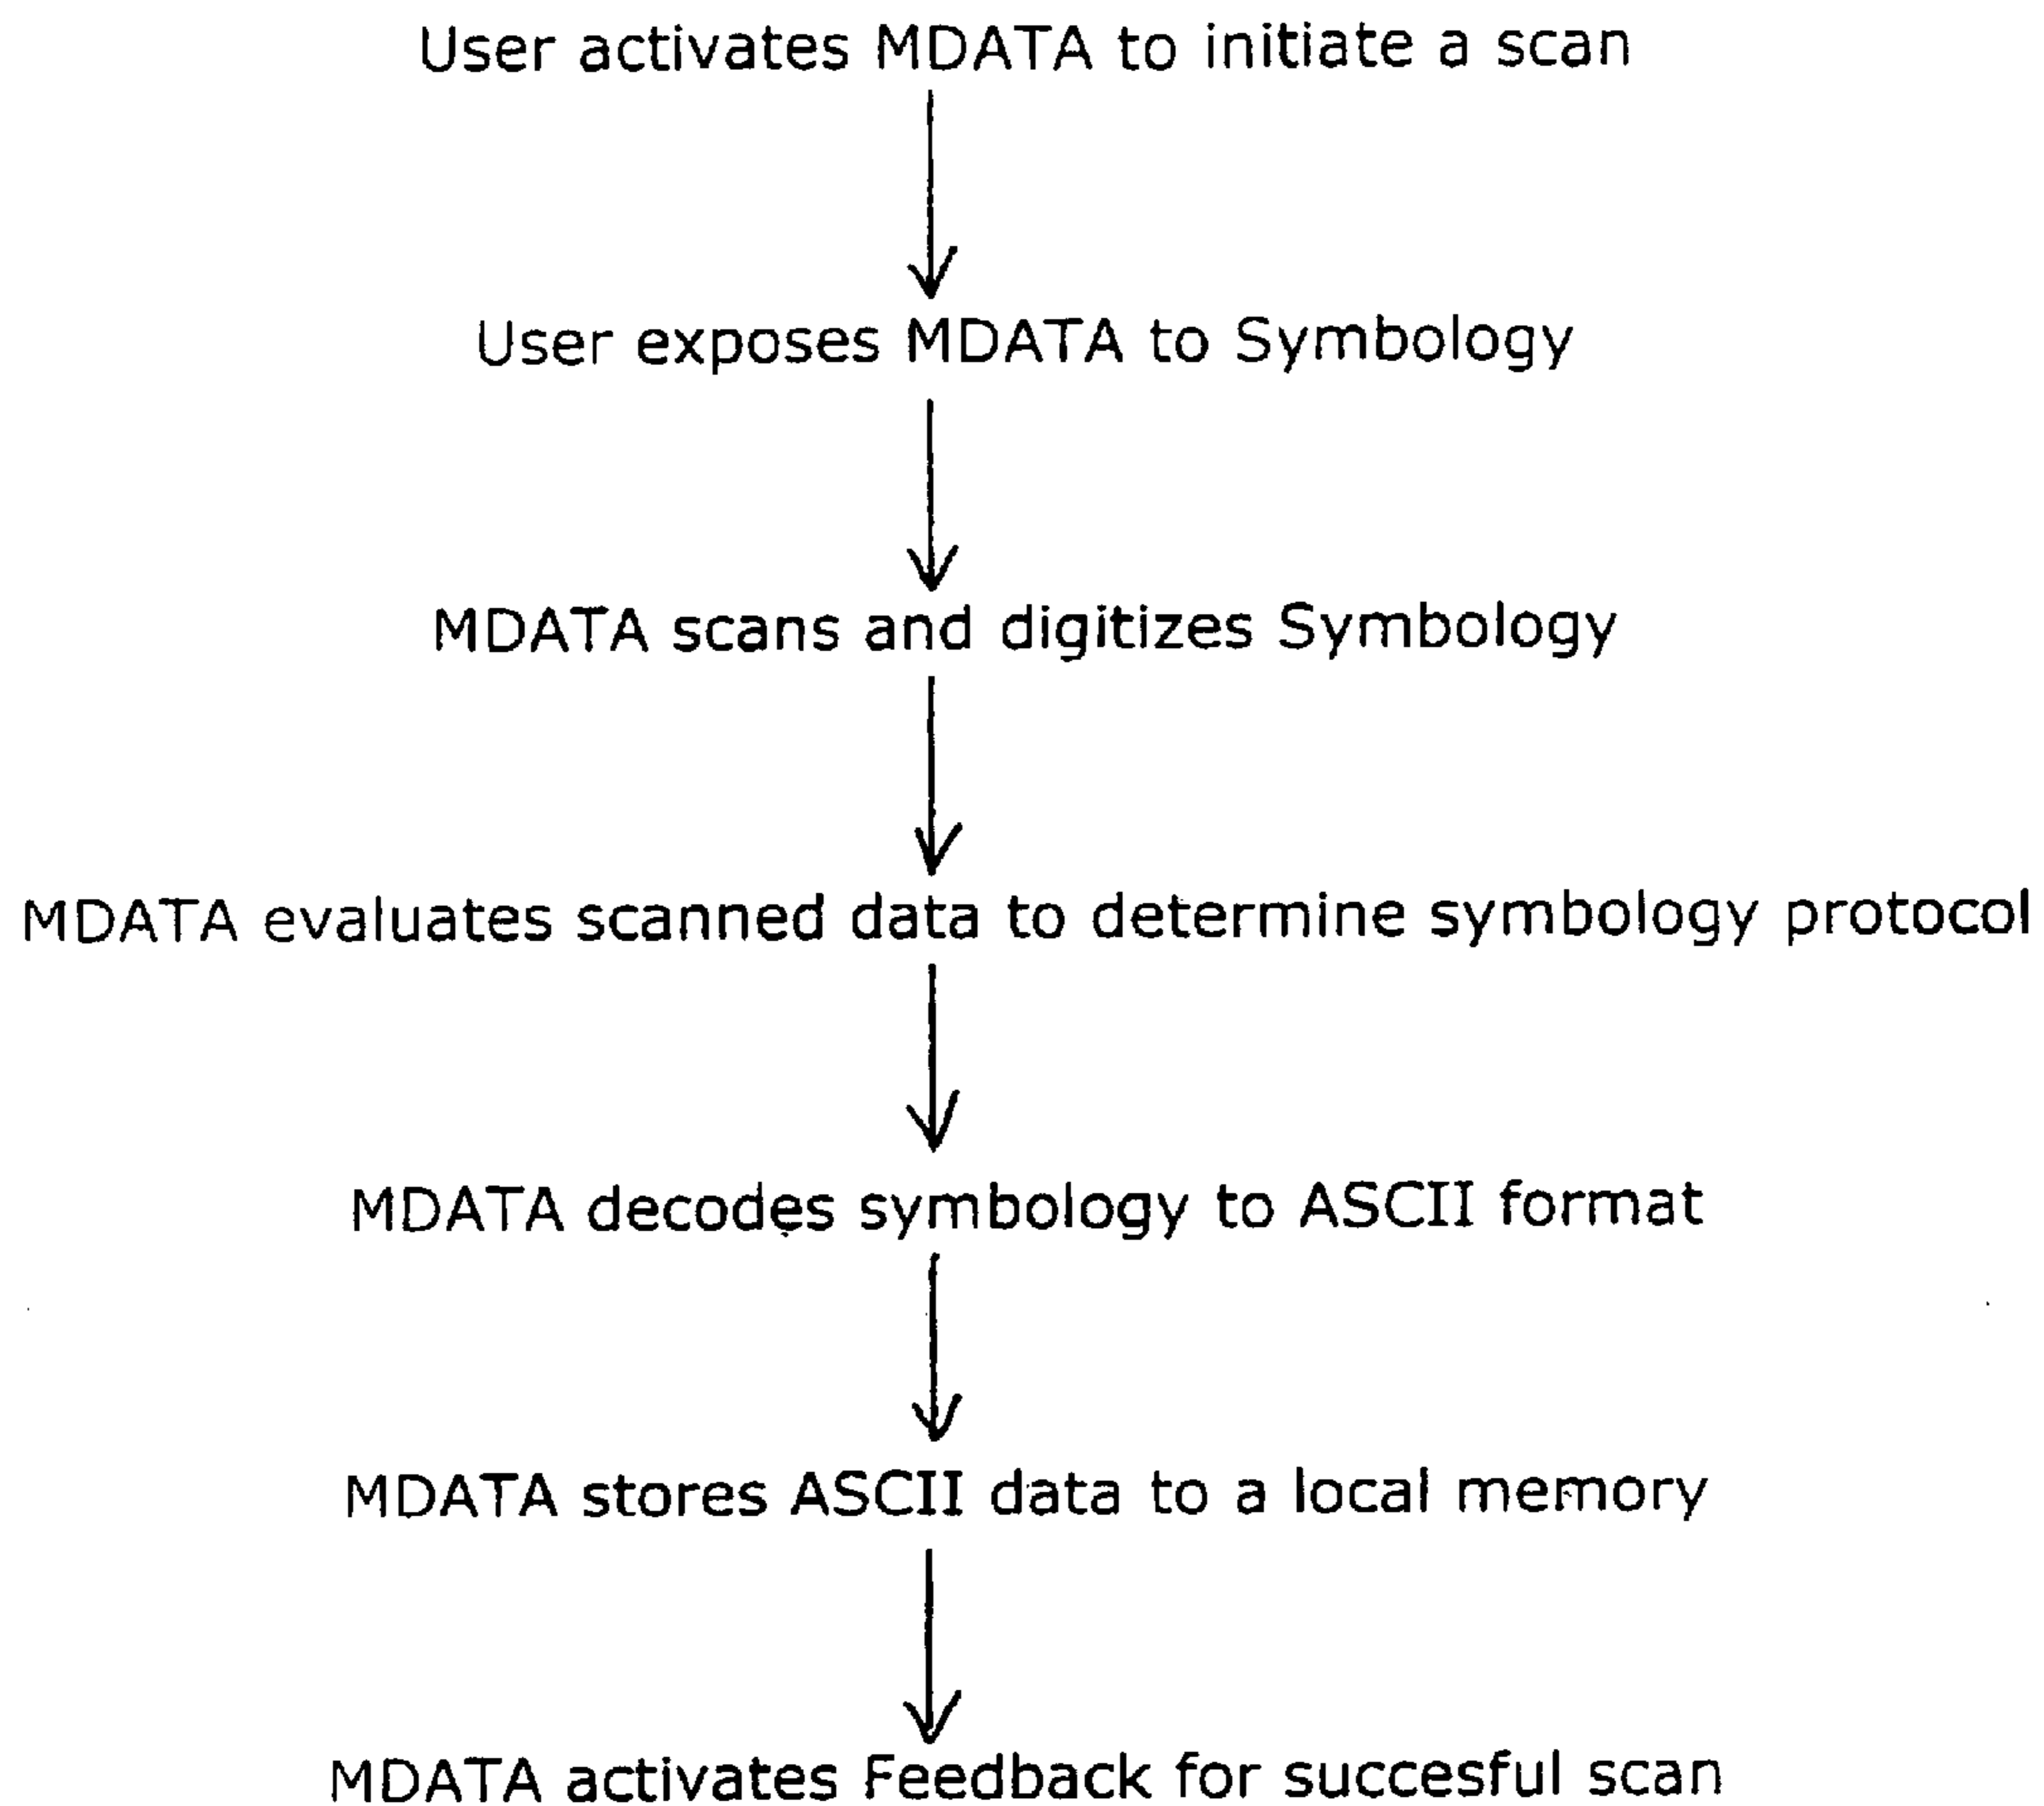 User activates MDATA to initiate a scan
User exposes MDATA to Symbology
MDATA scans and digitizes Symbology
MDATA evaluates scanned data to determine symbology protocol
MDATA decodes symbology to ASCII format
MDATA stores ASCII data to a local memory
MDATA activates Feedback for succesful scan